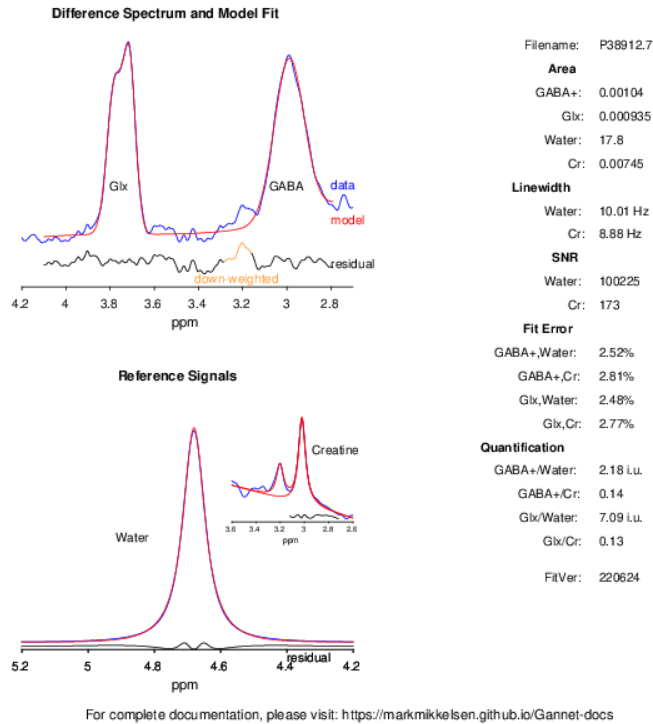 Difference Spectrum and Model Fit
Glx
GABA
data
model
residual
down-weighted
4.2 4 3.8 3.6 3.4 3.2 3 2.8
ppm
Reference Signals
Creatine
3.6 3.4 3.2 3 2.8 2.6
ppm
Water
residual
5.2 5 4.8 4.6 4.4 4.2
ppm
Filename: P38912.7
Area
GABA+: 0.00104
Glx: 0.000935
Water: 17.8
Cr: 0.00745
Linewidth
Water: 10.01 Hz
Cr: 8.88 Hz
SNR
Water: 100225
Cr: 173
Fit Error
GABA+,Water: 2.52%
GABA+,Cr: 2.81%
Glx,Water: 2.48%
Glx,Cr: 2.77%
Quantification
GABA+/Water: 2.18 i.u.
GABA+/Cr: 0.14
Glx/Water: 7.09 i.u.
Glx/Cr: 0.13
FitVer: 220624
For complete documentation, please visit: https://markmikkelsen.github.io/Gannet-docs